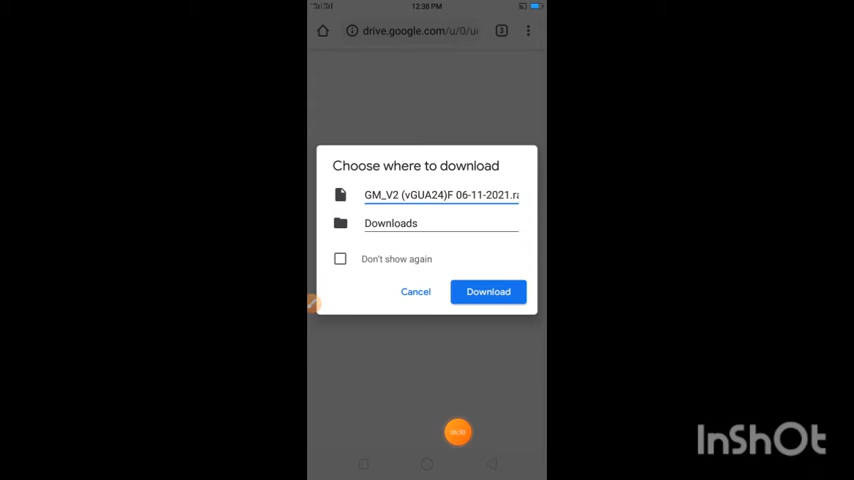 12:38 PM
drive.google.com/u/0/u
Choose where to download
GM_V2 (vGUA24)F 06-11-2021.ra
Downloads
Don't show again
Cancel
Download
InShOt